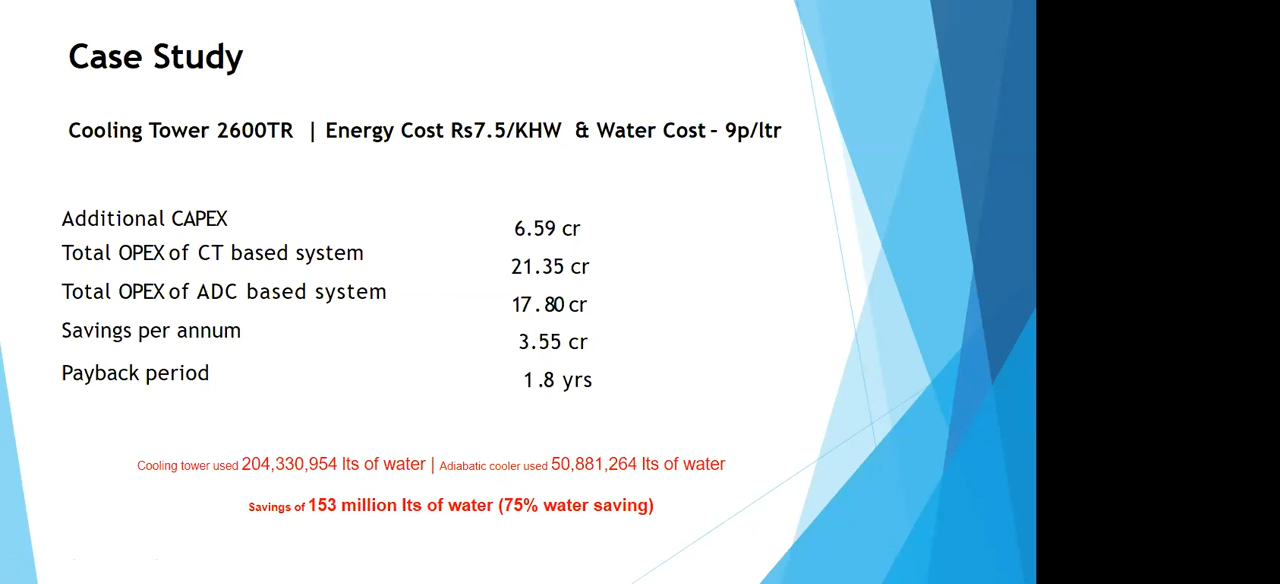 Case Study
Cooling Tower 2600TR | Energy Cost Rs7.5/KHW & Water Cost - 9p/ltr
Additional CAPEX 6.59 cr
Total OPEX of CT based system 21.35 cr
Total OPEX of ADC based system 17.80 cr
Savings per annum 3.55 cr
Payback period 1.8 yrs
Cooling tower used 204,330,954 lts of water | Adiabatic cooler used 50,881,264 lts of water
Savings of 153 million lts of water (75% water saving)